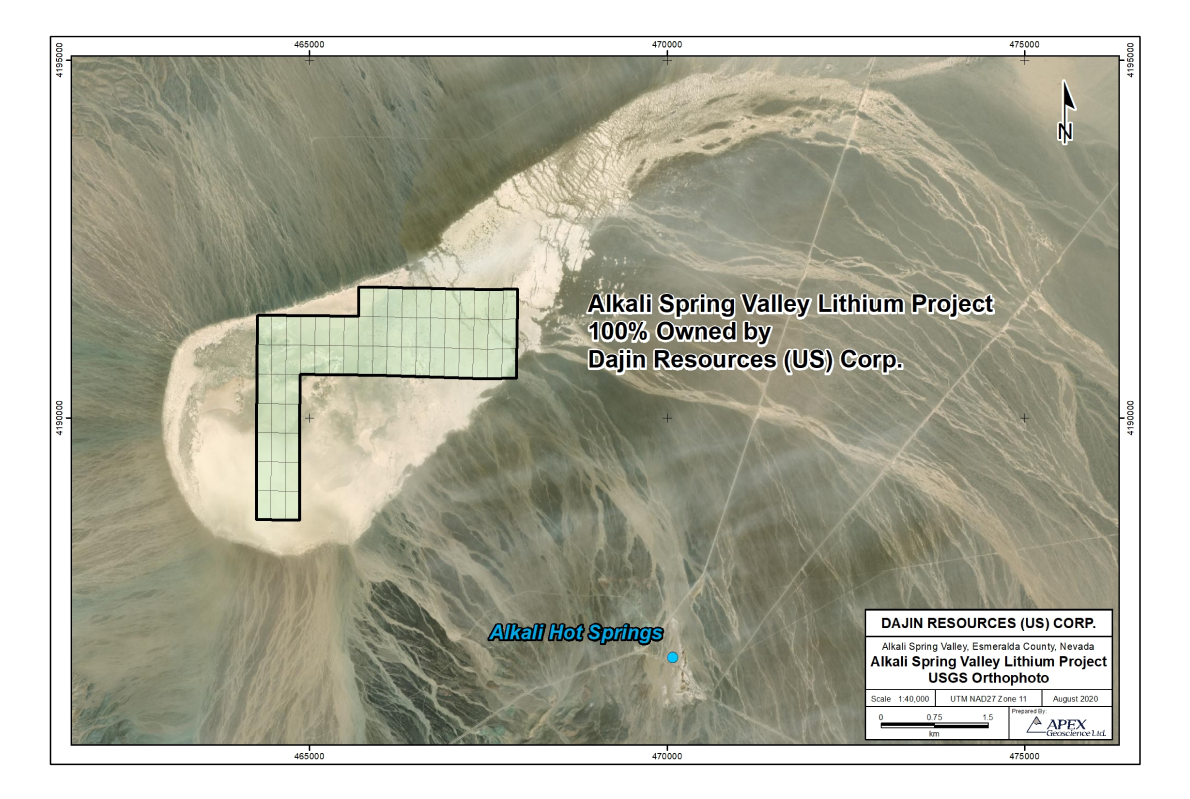 465000 470000 475000
4195000
4195000
N
Alkali Spring Valley Lithium Project
100% Owned by
Dajin Resources (US) Corp.
4190000
4190000
Alkali Hot Springs
DAJIN RESOURCES (US) CORP.
Alkali Spring Valley, Esmeralda County, Nevada
Alkali Spring Valley Lithium Project
USGS Orthophoto
Scale 1:40,000 UTM NAD27 Zone 11 August 2020
0 0.75 1.5
km
Prepared By:
APEX
Geoscience Ltd.
465000 470000 475000